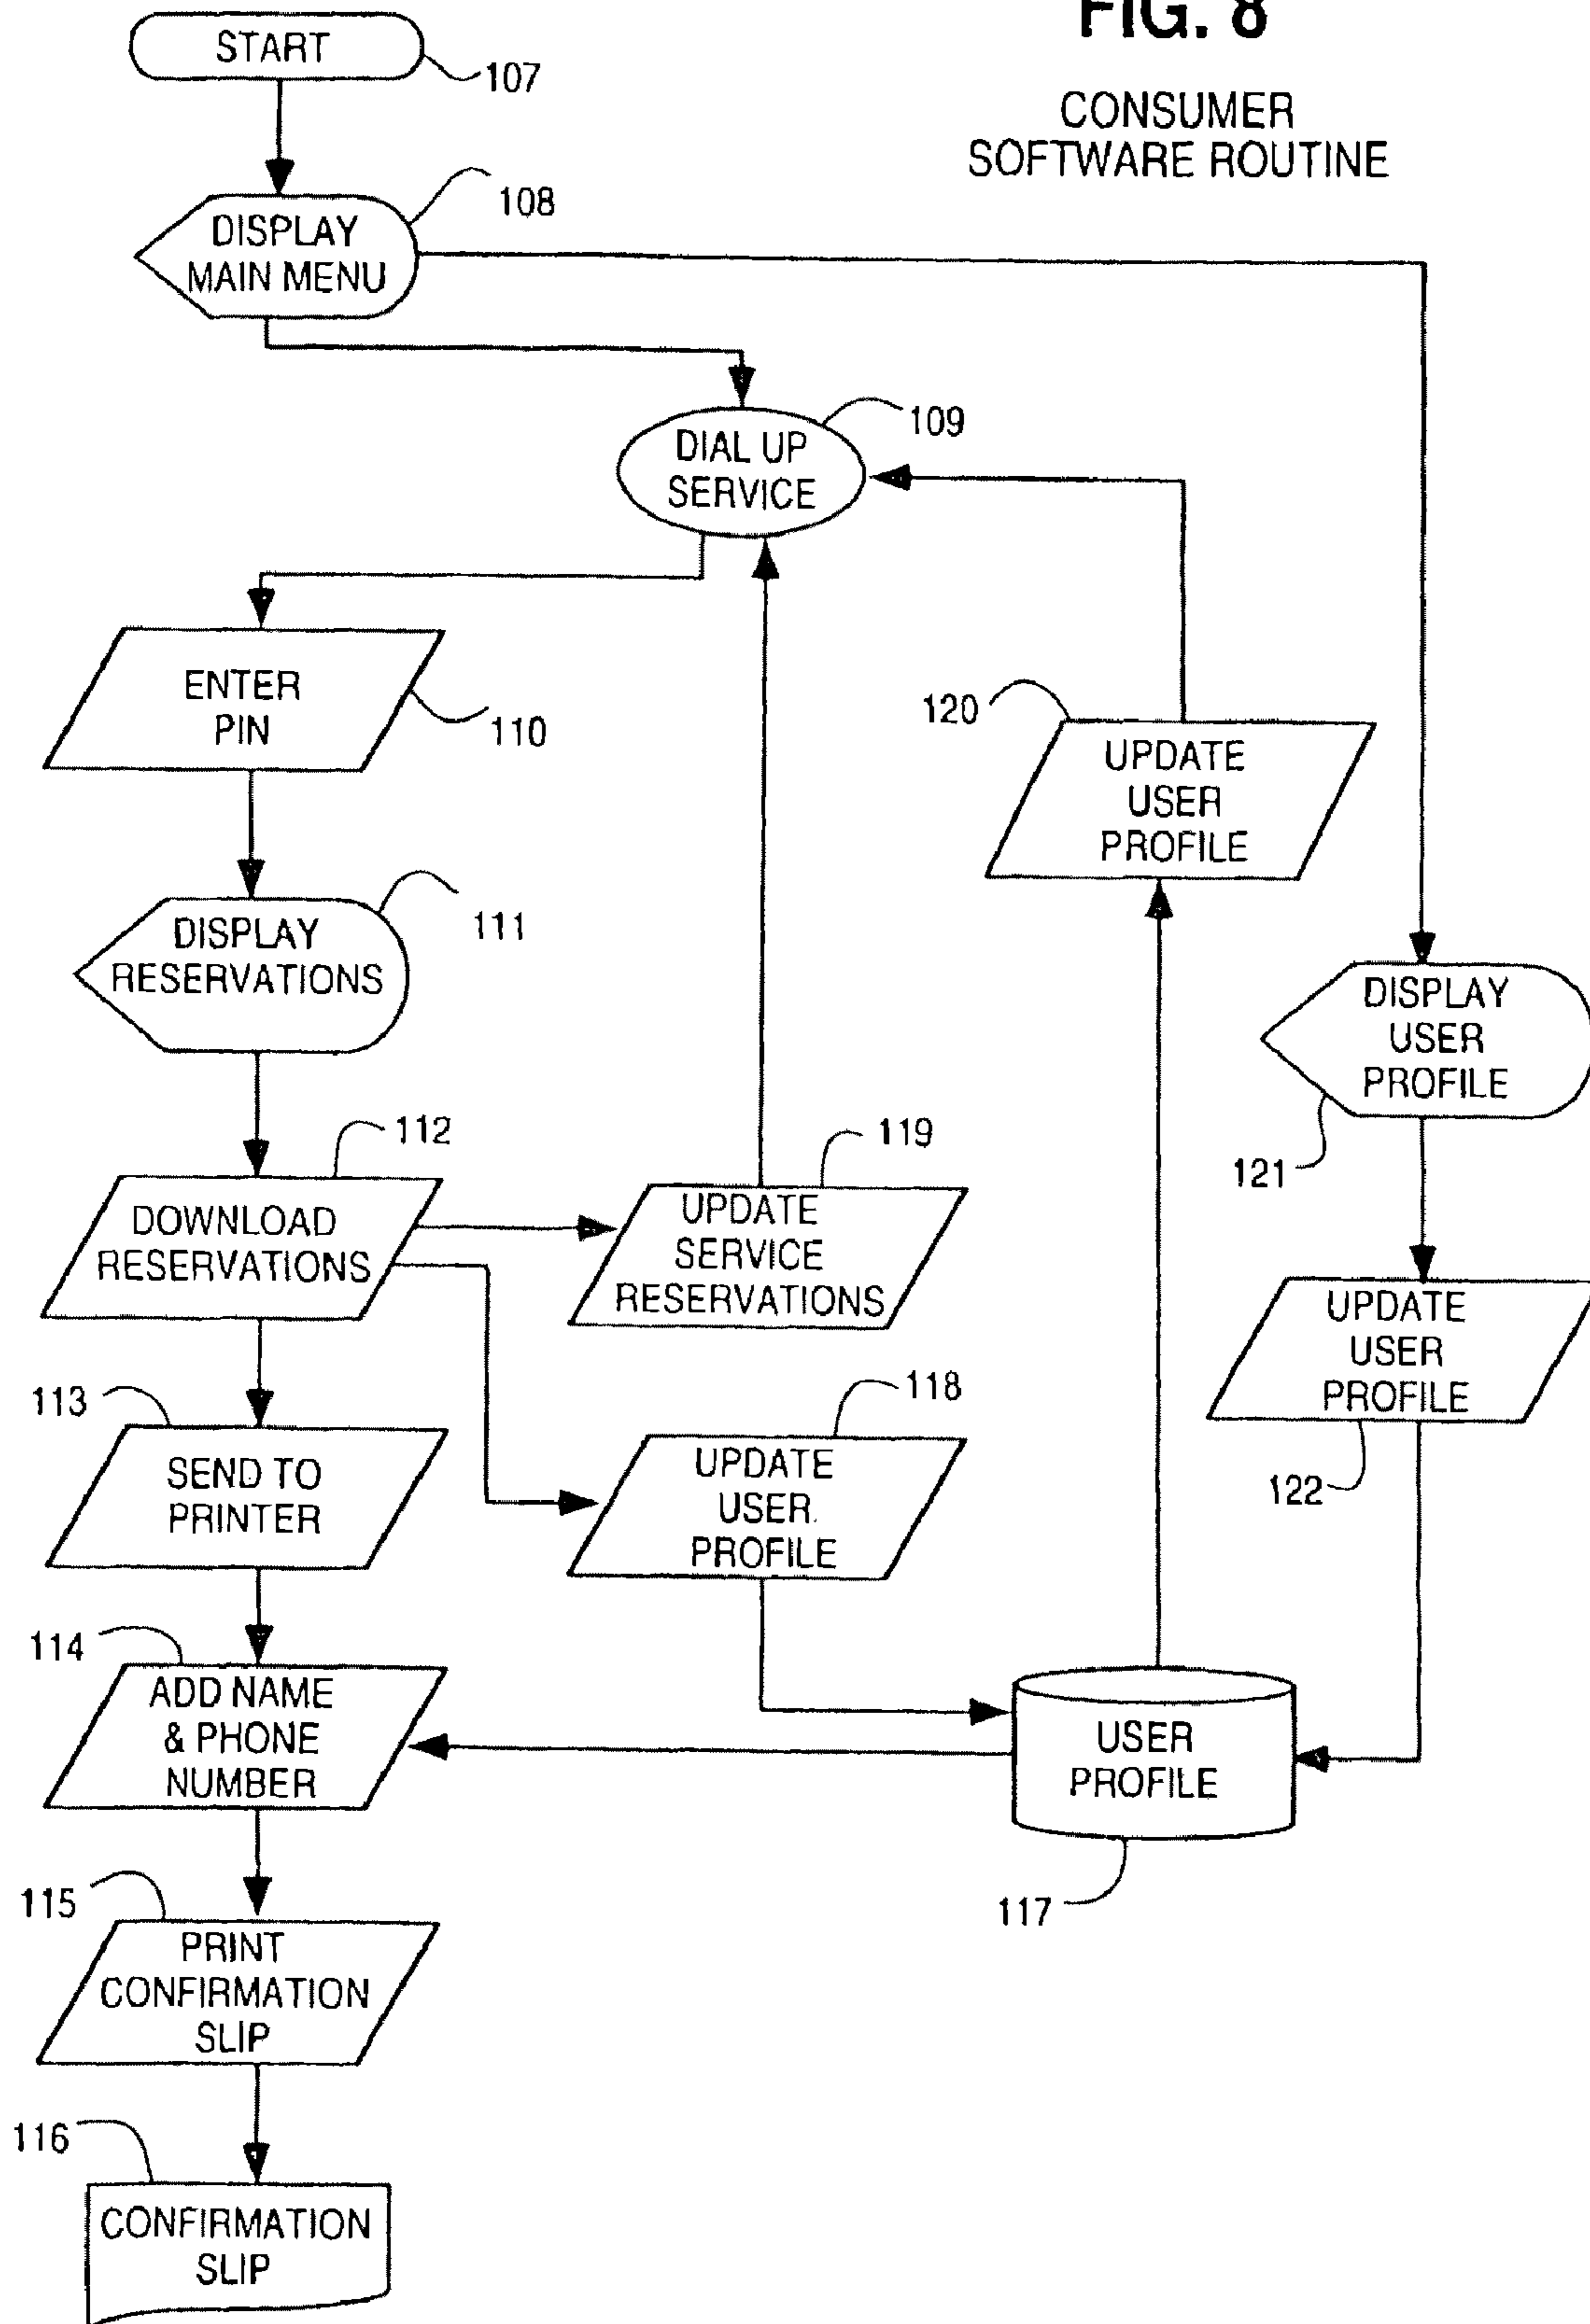 FIG. 8
CONSUMER
SOFTWARE ROUTINE
START
107
DISPLAY
MAIN MENU
108
DIAL UP
SERVICE
109
ENTER
PIN
110
DISPLAY
RESERVATIONS
111
DOWNLOAD
RESERVATIONS
112
SEND TO
PRINTER
113
ADD NAME
& PHONE
NUMBER
114
PRINT
CONFIRMATION
SLIP
115
CONFIRMATION
SLIP
116
UPDATE
SERVICE
RESERVATIONS
119
UPDATE
USER
PROFILE
118
USER
PROFILE
117
UPDATE
USER
PROFILE
120
DISPLAY
USER
PROFILE
121
UPDATE
USER
PROFILE
122